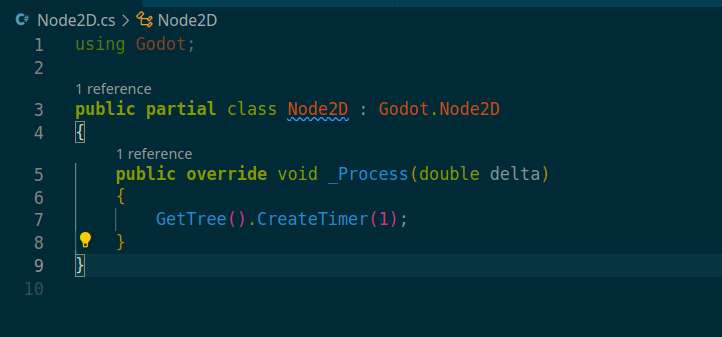 Node2D.cs > Node2D
1 using Godot;
2
1 reference
3 public partial class Node2D : Godot.Node2D
4 {
1 reference
5 public override void _Process(double delta)
6 {
7 GetTree().CreateTimer(1);
8 }
9 }
10